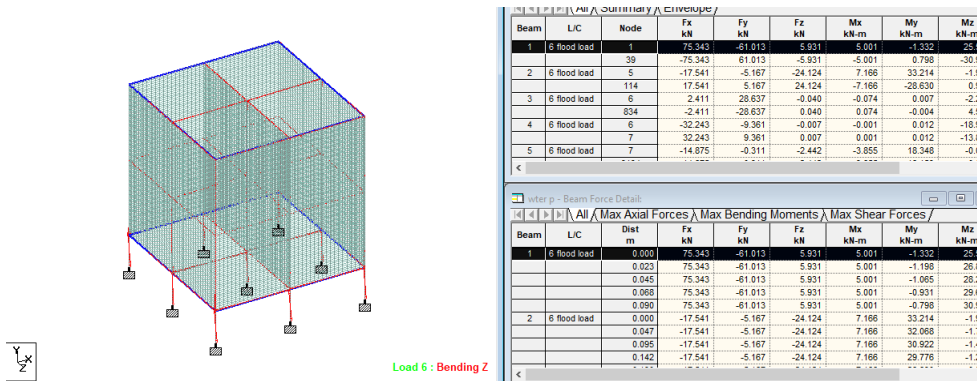 All Summary Envelope
Beam L/C Node Fx kN Fy kN Fz kN Mx kN-m My kN-m Mz kN-m
1 6 flood load 1 75.343 -61.013 5.931 5.001 -1.332
39 -75.343 61.013 -5.931 -5.001 0.798
2 6 flood load 5 -17.541 -5.167 -24.124 7.166 33.214
114 17.541 5.167 24.124 -7.166 -28.630
3 6 flood load 6 2.411 28.637 -0.040 -0.074 0.007
834 -2.411 -28.637 0.040 0.074 -0.004
4 6 flood load 6 -32.243 -9.361 -0.007 -0.001 0.012
7 32.243 9.361 0.007 0.001 0.012
5 6 flood load 7 -14.875 -0.311 -2.442 -3.855 18.348
wter p - Beam Force Detail:
All Max Axial Forces Max Bending Moments Max Shear Forces
Beam L/C Dist m Fx kN Fy kN Fz kN Mx kN-m My kN-m Mz kN-m
1 6 flood load 0.000 75.343 -61.013 5.931 5.001 -1.332
0.023 75.343 -61.013 5.931 5.001 -1.198
0.045 75.343 -61.013 5.931 5.001 -1.065
0.068 75.343 -61.013 5.931 5.001 -0.931
0.090 75.343 -61.013 5.931 5.001 -0.798
2 6 flood load 0.000 -17.541 -5.167 -24.124 7.166 33.214
0.047 -17.541 -5.167 -24.124 7.166 32.068
0.095 -17.541 -5.167 -24.124 7.166 30.922
0.142 -17.541 -5.167 -24.124 7.166 29.776
Y
X
Z
Load 6 : Bending Z